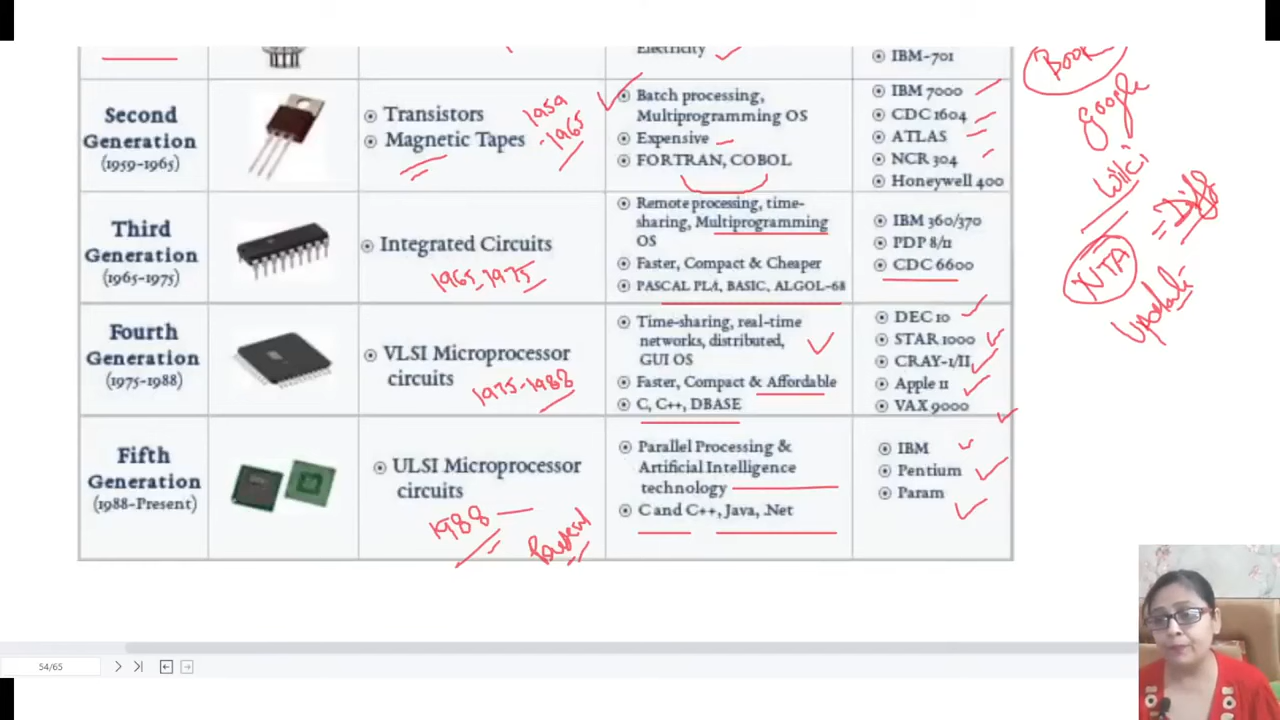 Electricity
IBM-701
Second
Generation
(1959-1965)
Transistors
Magnetic Tapes
1959
-1965
Batch processing,
Multiprogramming OS
Expensive
FORTRAN, COBOL
IBM 7000
CDC 1604
ATLAS
NCR 304
Honeywell 400
Third
Generation
(1965-1975)
Integrated Circuits
1965-1975
Remote processing, time-
sharing, Multiprogramming
OS
Faster, Compact & Cheaper
PASCAL PL/1, BASIC, ALGOL-68
IBM 360/370
PDP 8/11
CDC 6600
Fourth
Generation
(1975-1988)
VLSI Microprocessor
circuits
1975-1988
Time-sharing, real-time
networks, distributed,
GUI OS
Faster, Compact & Affordable
C, C++, DBASE
DEC 10
STAR 1000
CRAY-1/II
Apple 11
VAX 9000
Fifth
Generation
(1988-Present)
ULSI Microprocessor
circuits
1988 —
Present
Parallel Processing &
Artificial Intelligence
technology
C and C++, Java, .Net
IBM
Pentium
Param
Book
google
wiki
= Diff
NTA
Update
54/65